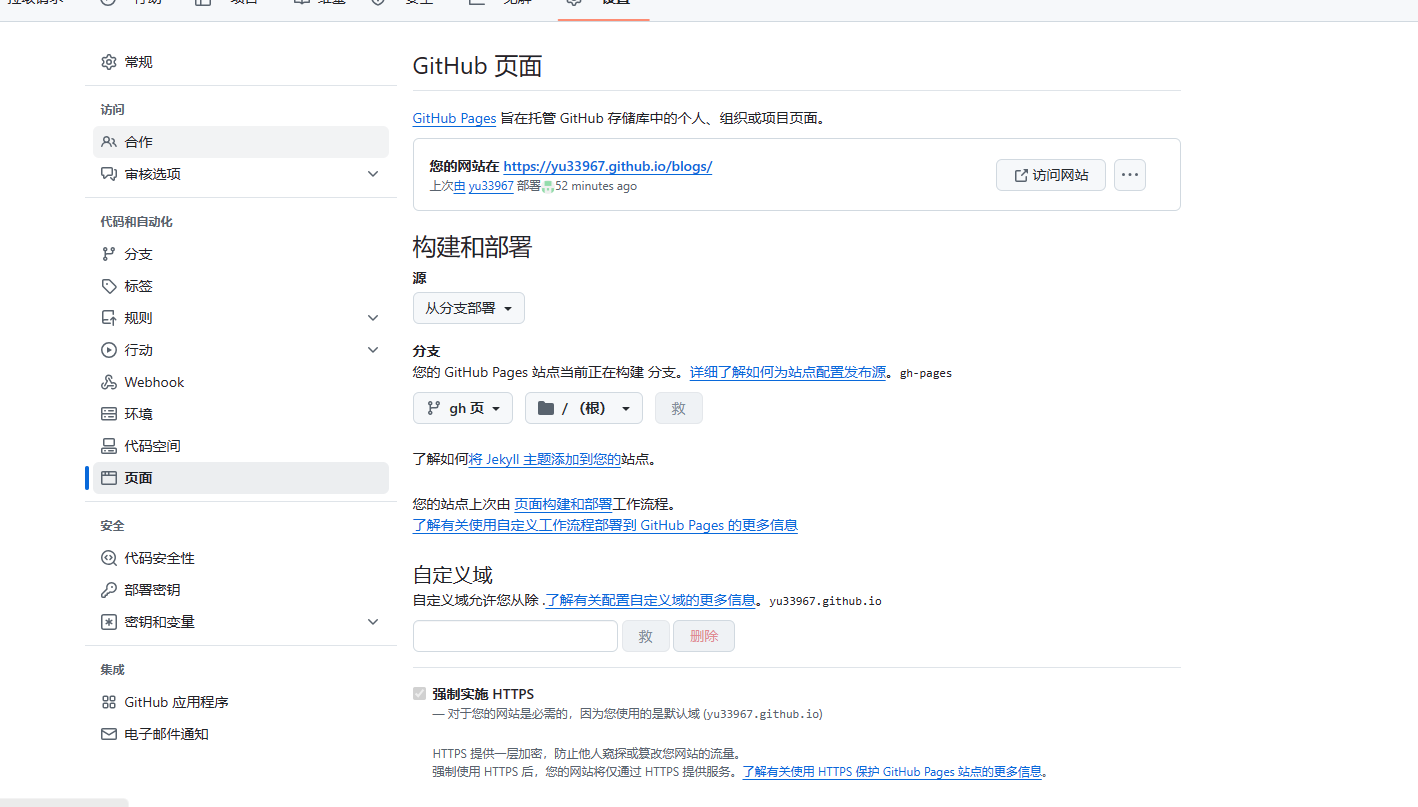 拉取请求 行动 项目 维基 安全 见解 设置
常规
访问
合作
审核选项
代码和自动化
分支
标签
规则
行动
Webhook
环境
代码空间
页面
安全
代码安全性
部署密钥
密钥和变量
集成
GitHub 应用程序
电子邮件通知
GitHub 页面
GitHub Pages 旨在托管 GitHub 存储库中的个人、组织或项目页面。
您的网站在 https://yu33967.github.io/blogs/
上次由 yu33967 部署 52 minutes ago
访问网站
构建和部署
源
从分支部署
分支
您的 GitHub Pages 站点当前正在构建 分支。详细了解如何为站点配置发布源。gh-pages
gh 页 / （根） 救
了解如何将 Jekyll 主题添加到您的站点。
您的站点上次由 页面构建和部署工作流程。
了解有关使用自定义工作流程部署到 GitHub Pages 的更多信息
自定义域
自定义域允许您从除 .了解有关配置自定义域的更多信息。yu33967.github.io
救 删除
强制实施 HTTPS
— 对于您的网站是必需的，因为您使用的是默认域 (yu33967.github.io)
HTTPS 提供一层加密，防止他人窥探或篡改您网站的流量。
强制使用 HTTPS 后，您的网站将仅通过 HTTPS 提供服务。了解有关使用 HTTPS 保护 GitHub Pages 站点的更多信息。